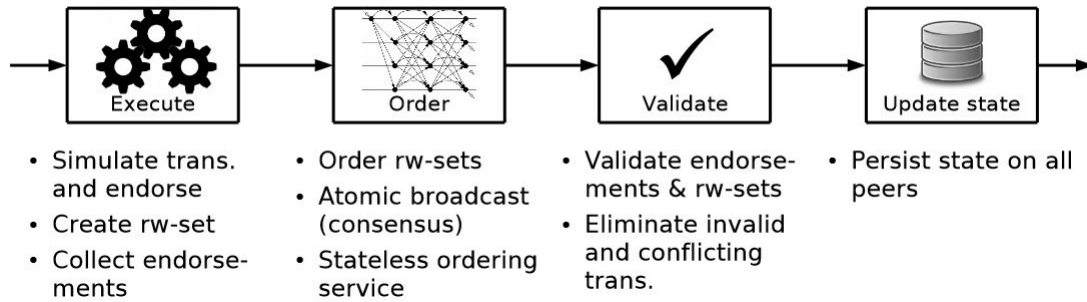 Execute
Order
Validate
Update state
• Simulate trans.
and endorse
• Create rw-set
• Collect endorse-
ments
• Order rw-sets
• Atomic broadcast
(consensus)
• Stateless ordering
service
• Validate endorse-
ments & rw-sets
• Eliminate invalid
and conflicting
trans.
• Persist state on all
peers